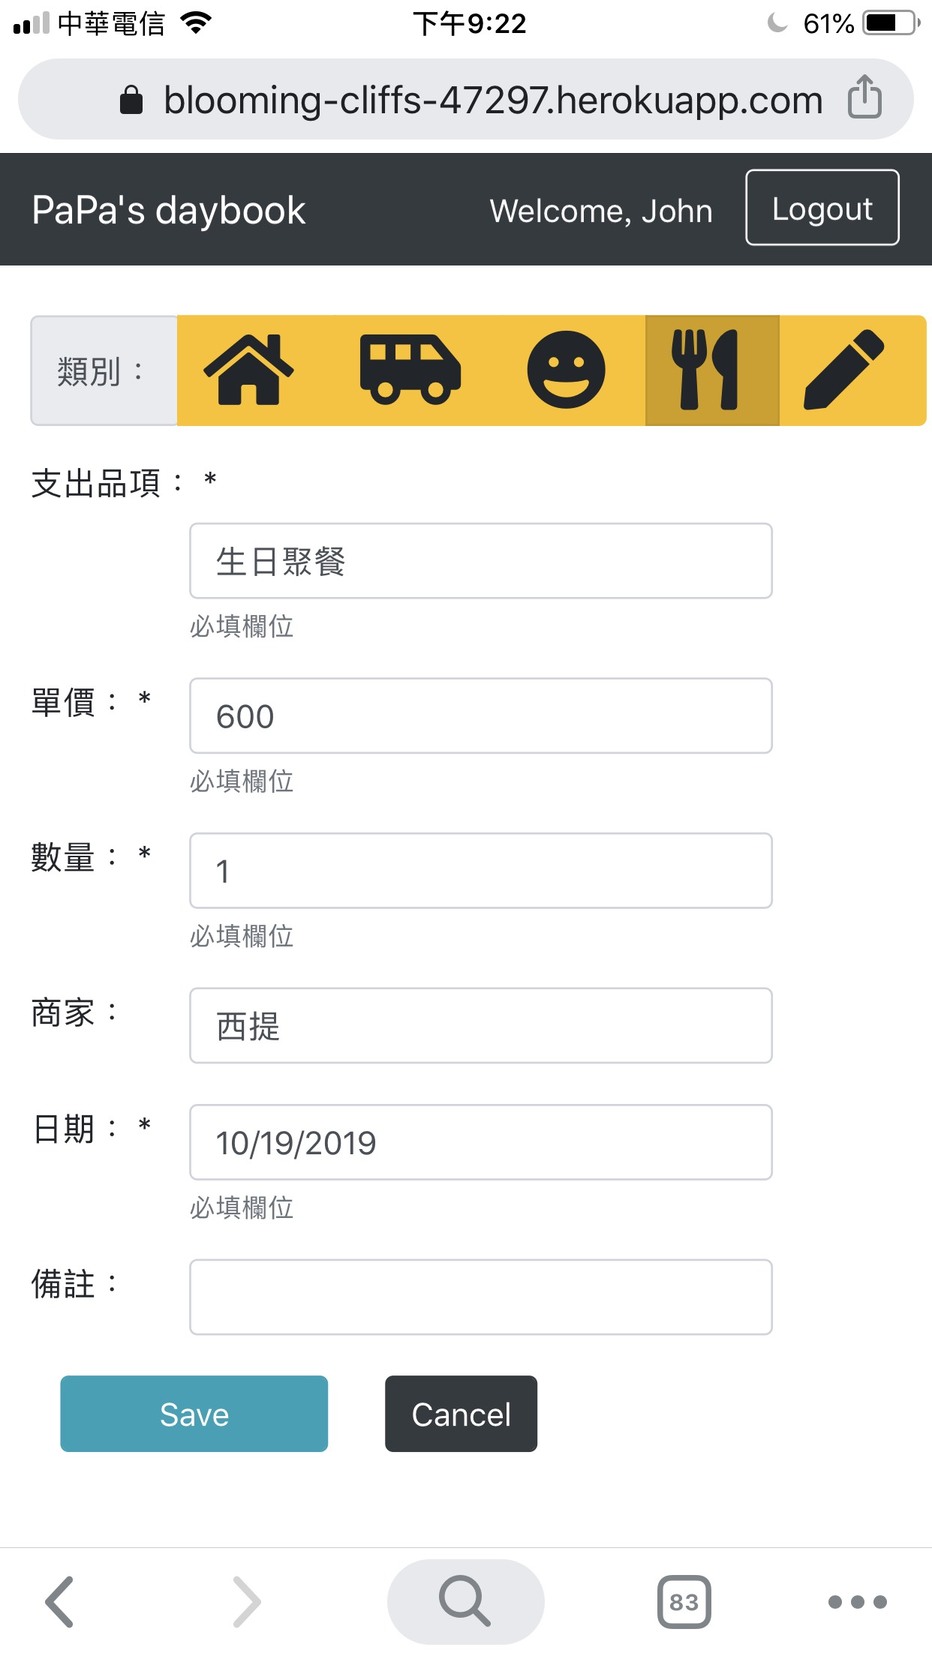 中華電信 下午9:22 61%
blooming-cliffs-47297.herokuapp.com
PaPa's daybook Welcome, John Logout
類別：
支出品項： *
生日聚餐
必填欄位
單價： * 600
必填欄位
數量： * 1
必填欄位
商家： 西提
日期： * 10/19/2019
必填欄位
備註：
Save Cancel
83